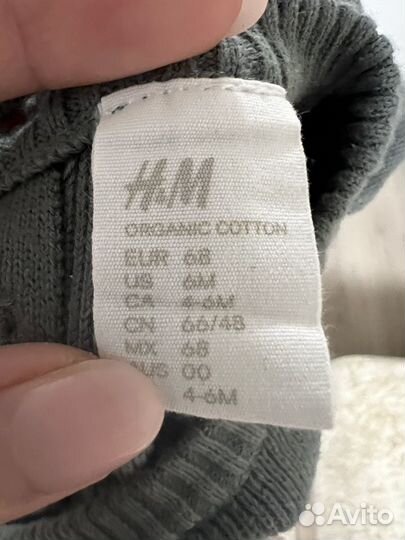 H&M
ORGANIC COTTON
EUR 68
US 6M
CA 4-6M
CN 66/48
MX 68
AUS 00
4-6M
Avito